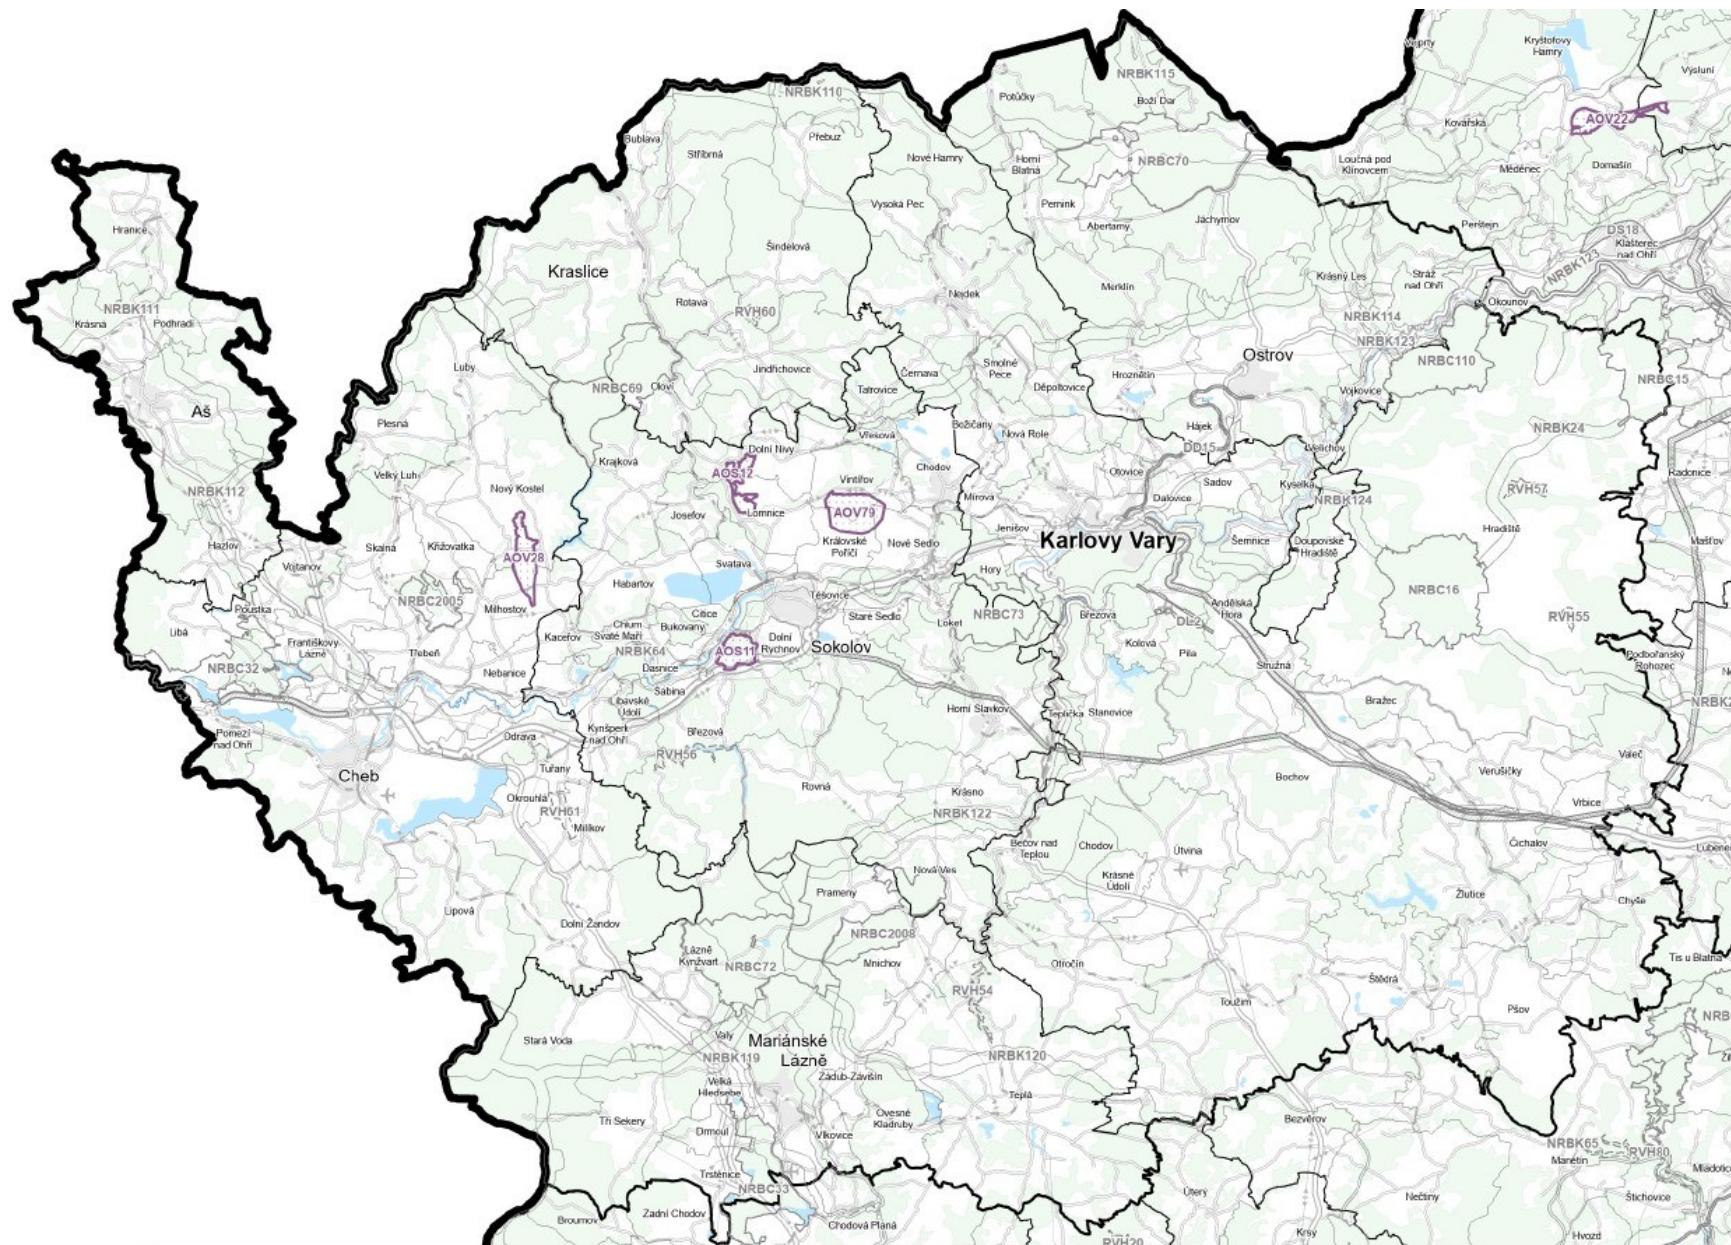 Vejprty
Kryštofovy
Hamry
Výsluní
NRBK115
NRBK110
Potůčky
Boží Dar
Kovářská
AOV22
Bublava
Přebuz
Stříbrná
Nové Hamry
Horní
Blatná
NRBC70
Loučná pod
Klínovcem
Měděnec
Domašín
Hranice
Vysoká Pec
Pernink
Abertamy
Jáchymov
Perštejn
DS18
Klášterec
nad Ohří
Šindelová
Kraslice
NRBK123
Krásný Les
Stráž
nad Ohří
Merklín
Nejdek
Rotava
RVH60
Okounov
NRBK111
Krásná
Podhradí
NRBK114
NRBK123
Ostrov
NRBC110
Luby
Smolné
Pece
Jindřichovice
Černava
Hroznětín
NRBC69
Oloví
Tatrovice
Děpoltovice
Vojkovice
NRBC15
Aš
Plesná
Božičany
Nová Role
Hájek
NRBK24
Vřesová
Dolní Nivy
DD15
Velichov
Krajková
Chodov
Otovice
Radonice
Velký Luh
AOS12
Vintířov
Sadov
Kyselka
Nový Kostel
NRBK112
Mírová
Dalovice
NRBK124
RVH57
Josefov
Lomnice
AOV79
Jenišov
Hradiště
Karlovy Vary
Šemnice
Doupovské
Hradiště
Mašťov
Hazlov
Skalná
Křižovatka
AOV28
Královské
Poříčí
Nové Sedlo
Vojtanov
Svatava
Hory
Habartov
NRBC2005
Milhostov
Těšovice
NRBC16
Poustka
Citice
Staré Sedlo
Loket
NRBC73
Březova
Andělská
Hora
DL2
RVH55
Libá
Františkovy
Lázně
Chlum
Svaté Maří
Bukovany
Kaceřov
Dolní
Rychnov
Sokolov
Kolová
Pila
Třebeň
NRBK64
AOS11
Podbořanský
Rohozec
NRBC32
Nebanice
Dasnice
Stružná
Šabina
Libavské
Údolí
Horní Slavkov
Teplička
Stanovice
Bražec
Pomezí
nad Ohří
Odrava
Kynšperk
nad Ohří
Březová
RVH56
Valeč
Cheb
Tuřany
Bochov
Verušičky
Okrouhlá
Rovná
Krásno
Vrbice
RVH61
Milíkov
NRBK122
Čichalov
Lubenec
Bečov nad
Teplou
Chodov
Útvina
Nová Ves
Krásné
Údolí
Prameny
Žlutice
Chyše
Lipová
Dolní Žandov
NRBC2008
Lázně
Kynžvart
NRBC72
Mnichov
Otročín
Tis u Blatna
RVH54
Toužim
Štědrá
Pšov
Stará Voda
Valy
Mariánské
Lázně
NRBK119
NRBK120
Velká
Hleďsebe
Zádub-Závišín
Teplá
Tři Sekery
Ovesné
Kladruby
Drmoul
Vlkovice
Bezvěrov
NRBK65
Manětín
RVH80
Mladotice
Trstěnice
NRBC33
Úterý
Nečtiny
Štichovice
Broumov
Zadní Chodov
Chodová Planá
RVH20
Krsy
Hvozd